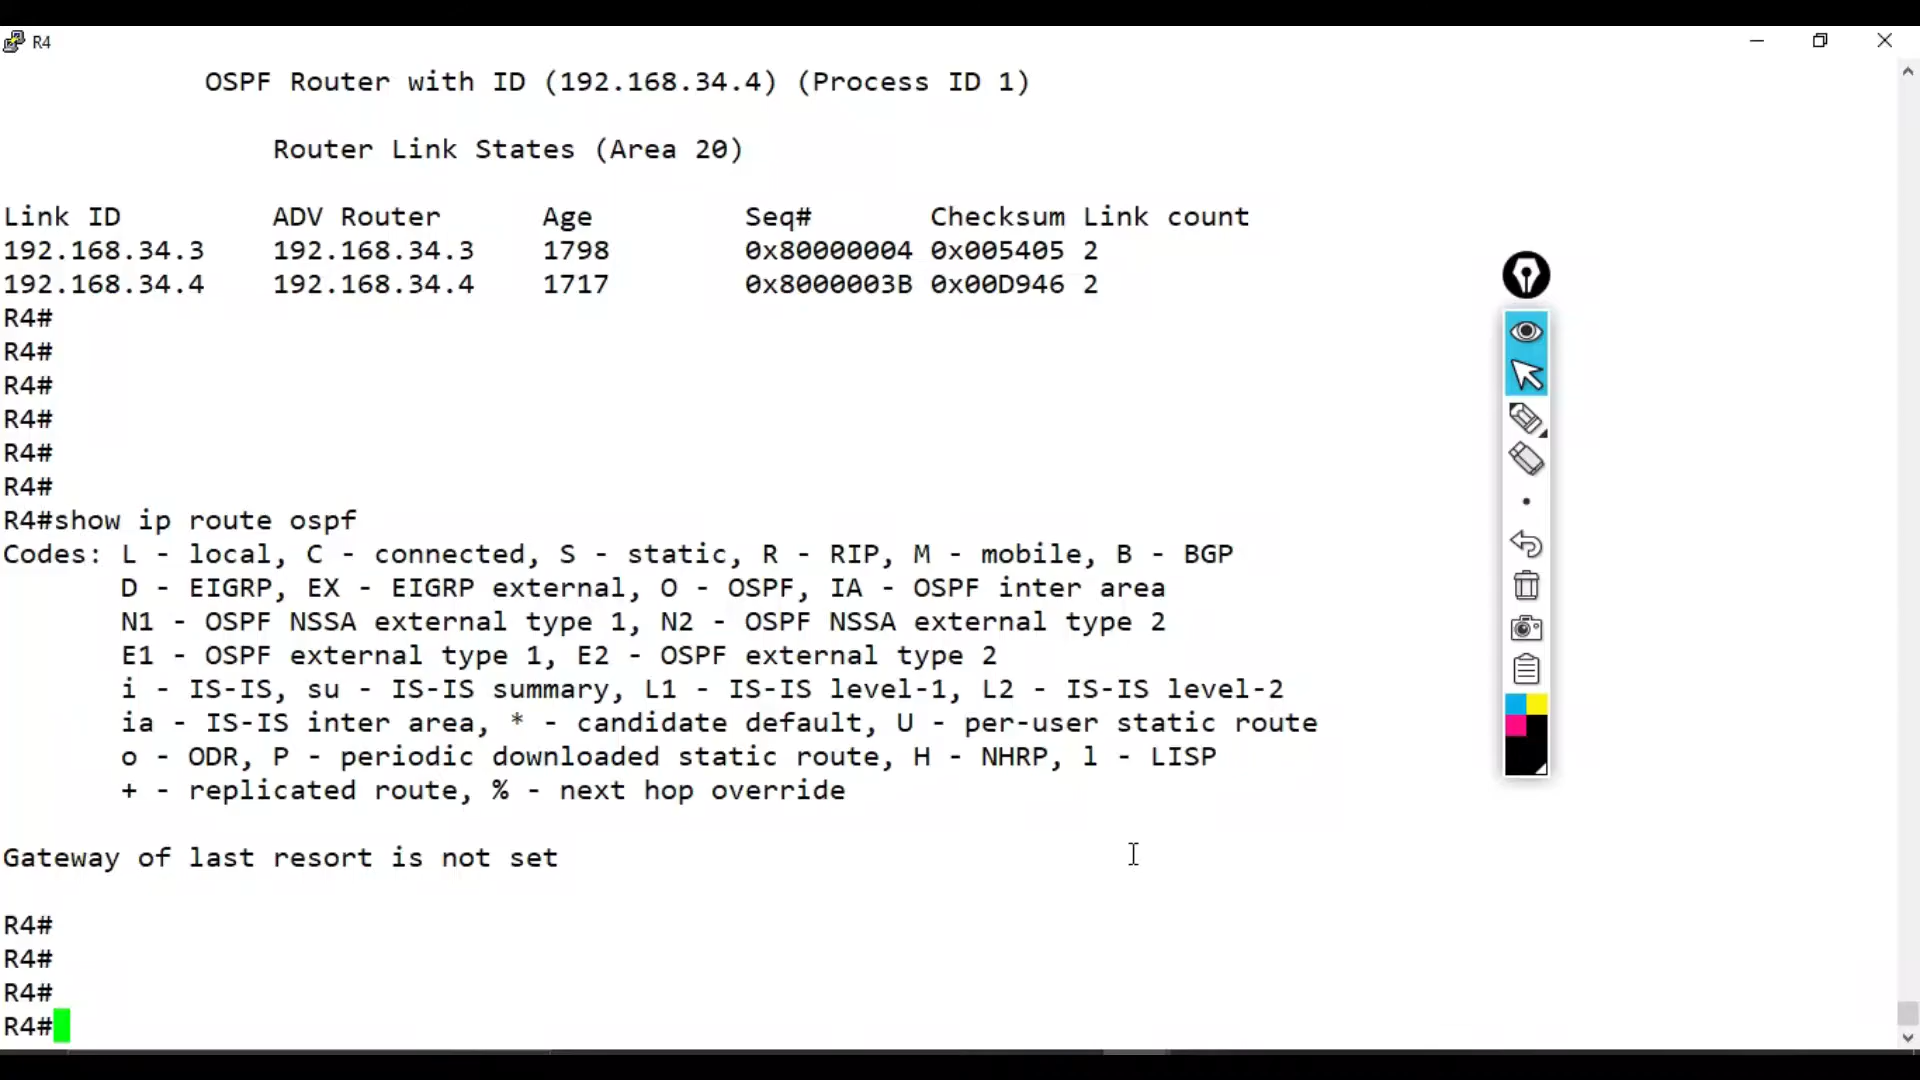 R4
OSPF Router with ID (192.168.34.4) (Process ID 1)
Router Link States (Area 20)
Link ID ADV Router Age Seq# Checksum Link count
192.168.34.3 192.168.34.3 1798 0x80000004 0x005405 2
192.168.34.4 192.168.34.4 1717 0x8000003B 0x00D946 2
R4#
R4#
R4#
R4#
R4#
R4#
R4#show ip route ospf
Codes: L - local, C - connected, S - static, R - RIP, M - mobile, B - BGP
D - EIGRP, EX - EIGRP external, O - OSPF, IA - OSPF inter area
N1 - OSPF NSSA external type 1, N2 - OSPF NSSA external type 2
E1 - OSPF external type 1, E2 - OSPF external type 2
i - IS-IS, su - IS-IS summary, L1 - IS-IS level-1, L2 - IS-IS level-2
ia - IS-IS inter area, * - candidate default, U - per-user static route
o - ODR, P - periodic downloaded static route, H - NHRP, l - LISP
+ - replicated route, % - next hop override
Gateway of last resort is not set
R4#
R4#
R4#
R4#